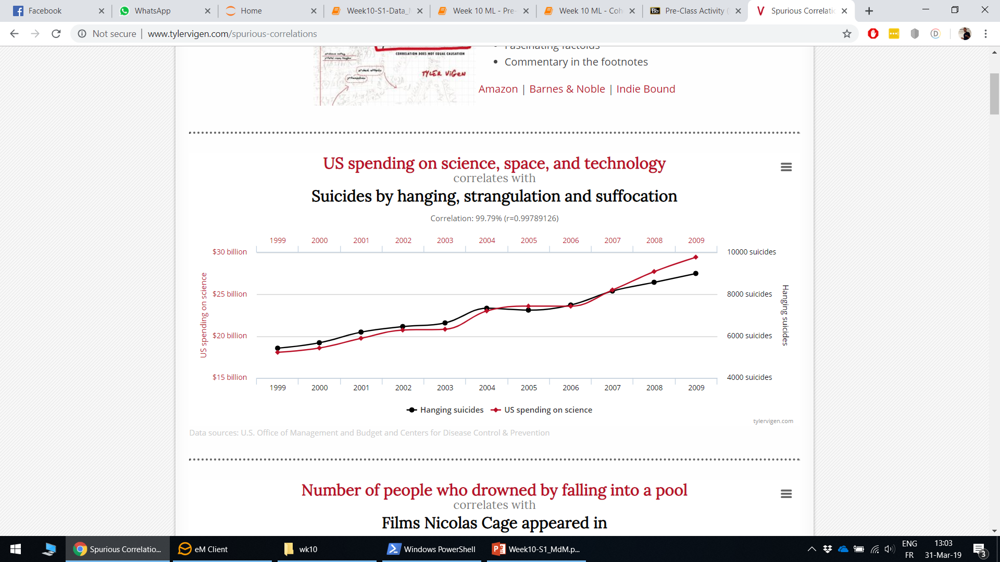 Facebook
WhatsApp
Home
Week10-S1-Data_
Week 10 ML - Pre-
Week 10 ML - Coh
Bb Pre-Class Activity (
Spurious Correlatio
Not secure | www.tylervigen.com/spurious-correlations
Fascinating factoids
CORRELATION DOES NOT EQUAL CAUSATION
• Commentary in the footnotes
TYLER ViGEN
Amazon | Barnes & Noble | Indie Bound
US spending on science, space, and technology
correlates with
Suicides by hanging, strangulation and suffocation
Correlation: 99.79% (r=0.99789126)
1999 2000 2001 2002 2003 2004 2005 2006 2007 2008 2009
$30 billion 10000 suicides
$25 billion 8000 suicides
$20 billion 6000 suicides
$15 billion 4000 suicides
US spending on science
Hanging suicides
1999 2000 2001 2002 2003 2004 2005 2006 2007 2008 2009
Hanging suicides US spending on science
tylervigen.com
Data sources: U.S. Office of Management and Budget and Centers for Disease Control & Prevention
Number of people who drowned by falling into a pool
correlates with
Films Nicolas Cage appeared in
Spurious Correlatio...
eM Client
wk10
Windows PowerShell
Week10-S1_MdM.p...
ENG
FR
13:03
31-Mar-19
3